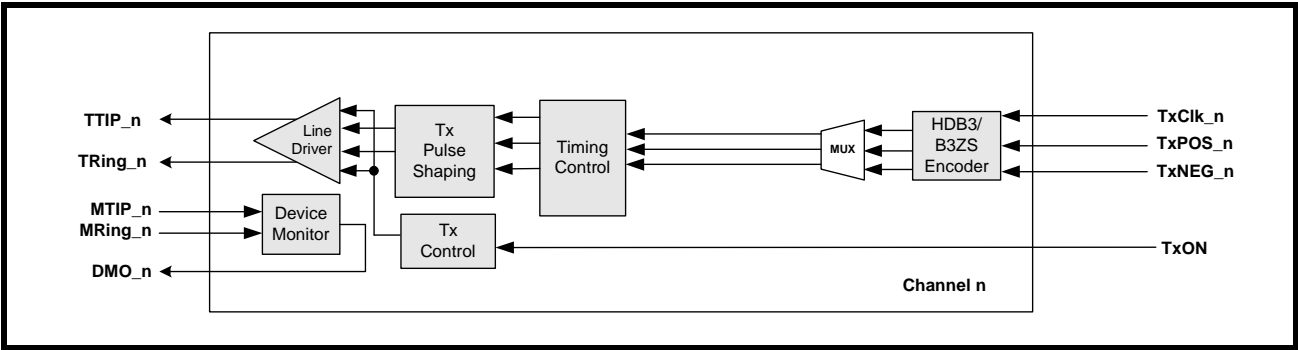 TTIP_n
TRing_n
MTIP_n
MRing_n
DMO_n
Line
Driver
Device
Monitor
Tx
Pulse
Shaping
Tx
Control
Timing
Control
MUX
HDB3/
B3ZS
Encoder
TxClk_n
TxPOS_n
TxNEG_n
TxON
Channel n